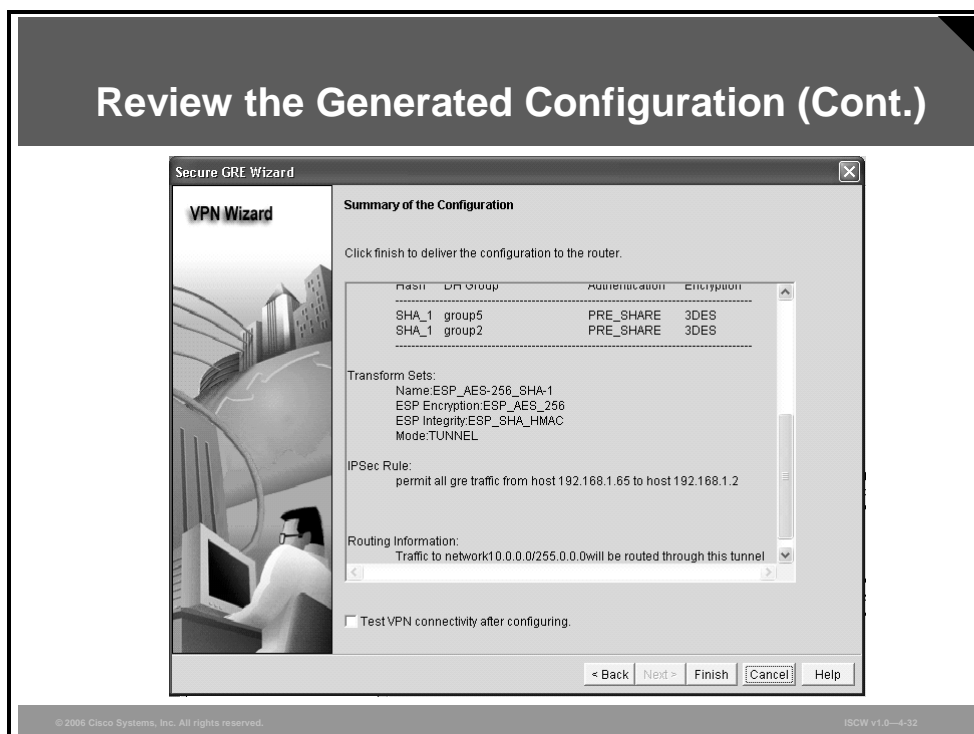 Review the Generated Configuration (Cont.)
Secure GRE Wizard
VPN Wizard
Summary of the Configuration
Click finish to deliver the configuration to the router.
Hash DH Group Authentication Encryption
SHA_1 group5 PRE_SHARE 3DES
SHA_1 group2 PRE_SHARE 3DES
Transform Sets:
Name:ESP_AES-256_SHA-1
ESP Encryption:ESP_AES_256
ESP Integrity:ESP_SHA_HMAC
Mode:TUNNEL
IPSec Rule:
permit all gre traffic from host 192.168.1.65 to host 192.168.1.2
Routing Information:
Traffic to network10.0.0.0/255.0.0.0will be routed through this tunnel
Test VPN connectivity after configuring.
< Back Next > Finish Cancel Help
© 2006 Cisco Systems, Inc. All rights reserved. ISCW v1.0—4-32